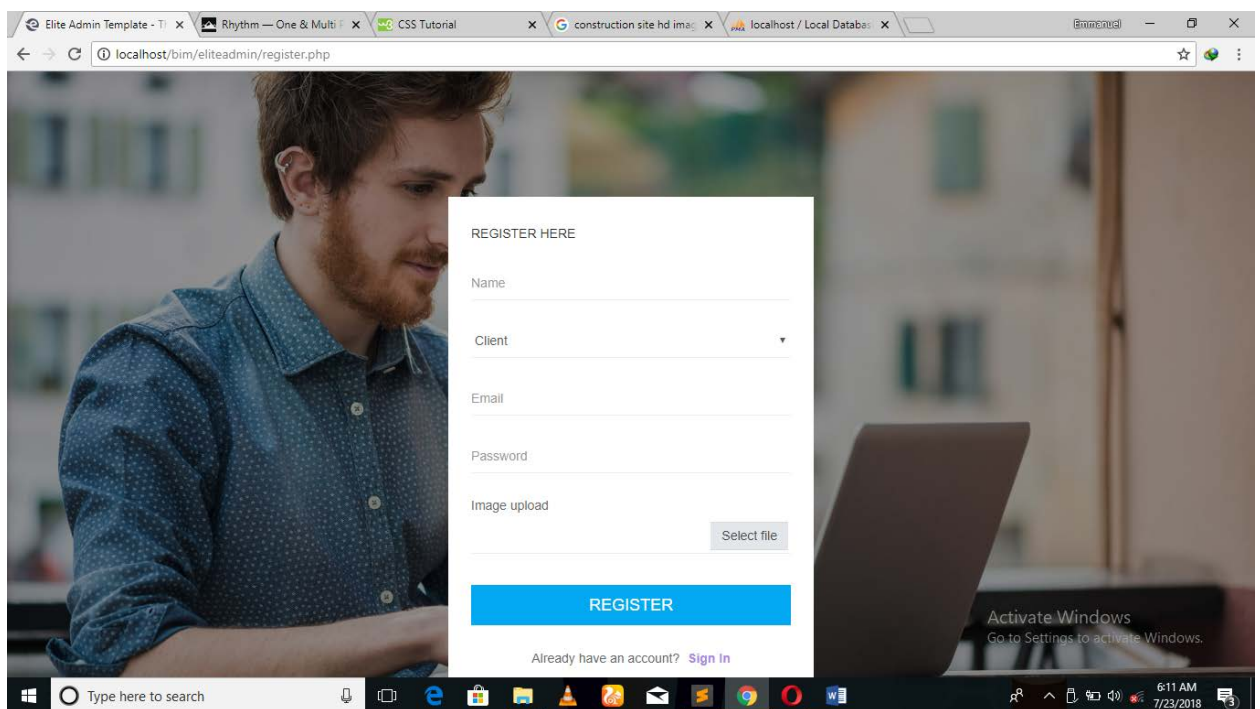 Elite Admin Template - Th
Rhythm — One & Multi P
CSS Tutorial
construction site hd imag
localhost / Local Databas
Emmanuel
localhost/bim/eliteadmin/register.php
REGISTER HERE
Name
Client
Email
Password
Image upload
Select file
REGISTER
Already have an account? Sign In
Activate Windows
Go to Settings to activate Windows.
Type here to search
6:11 AM
7/23/2018